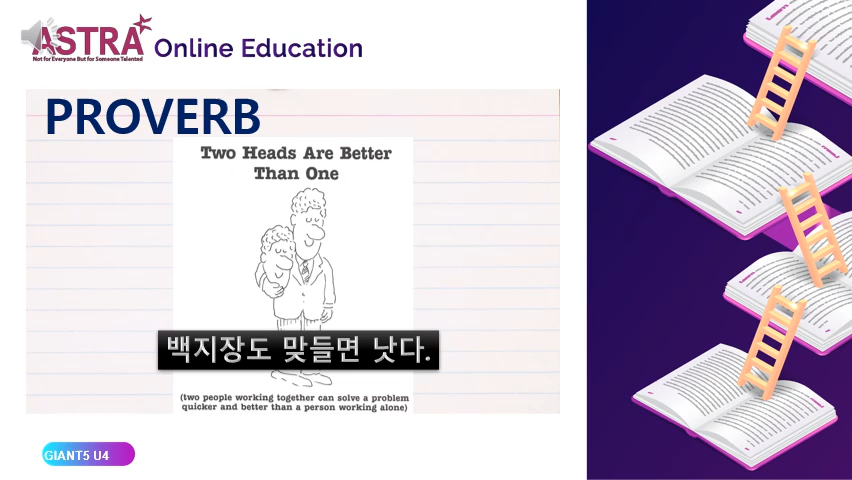 ASTRA
Not for Everyone But for Someone Talented
Online Education
PROVERB
Two Heads Are Better
Than One
백지장도 맞들면 낫다.
(two people working together can solve a problem
quicker and better than a person working alone)
GIANT5 U4